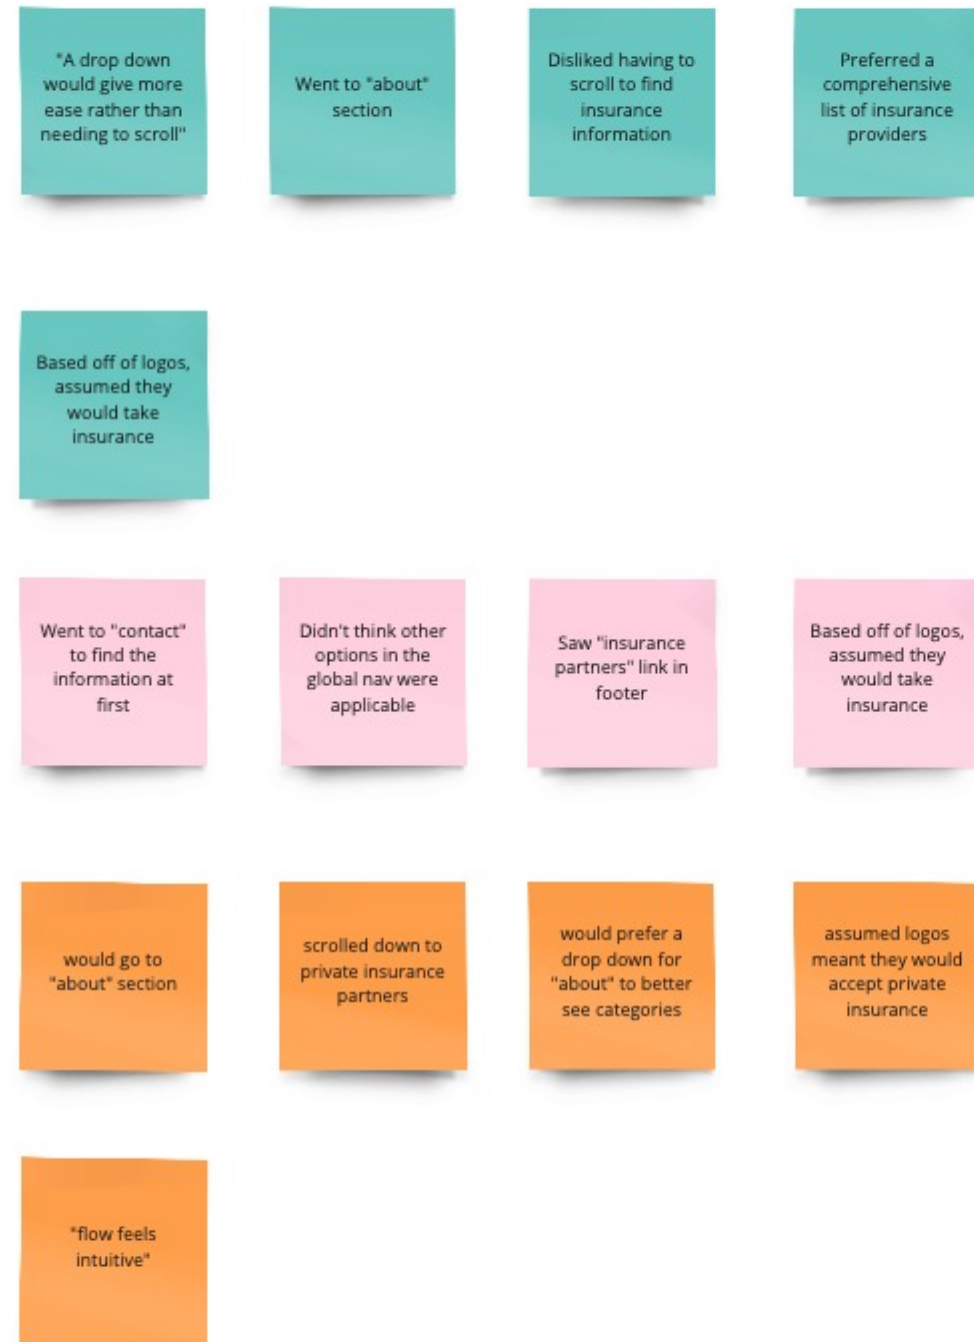 "A drop down
would give more
ease rather than
needing to scroll"
Went to "about"
section
Disliked having to
scroll to find
insurance
information
Preferred a
comprehensive
list of insurance
providers
Based off of logos,
assumed they
would take
insurance
Went to "contact"
to find the
information at
first
Didn't think other
options in the
global nav were
applicable
Saw "insurance
partners" link in
footer
Based off of logos,
assumed they
would take
insurance
would go to
"about" section
scrolled down to
private insurance
partners
would prefer a
drop down for
"about" to better
see categories
assumed logos
meant they would
accept private
insurance
"flow feels
intuitive"